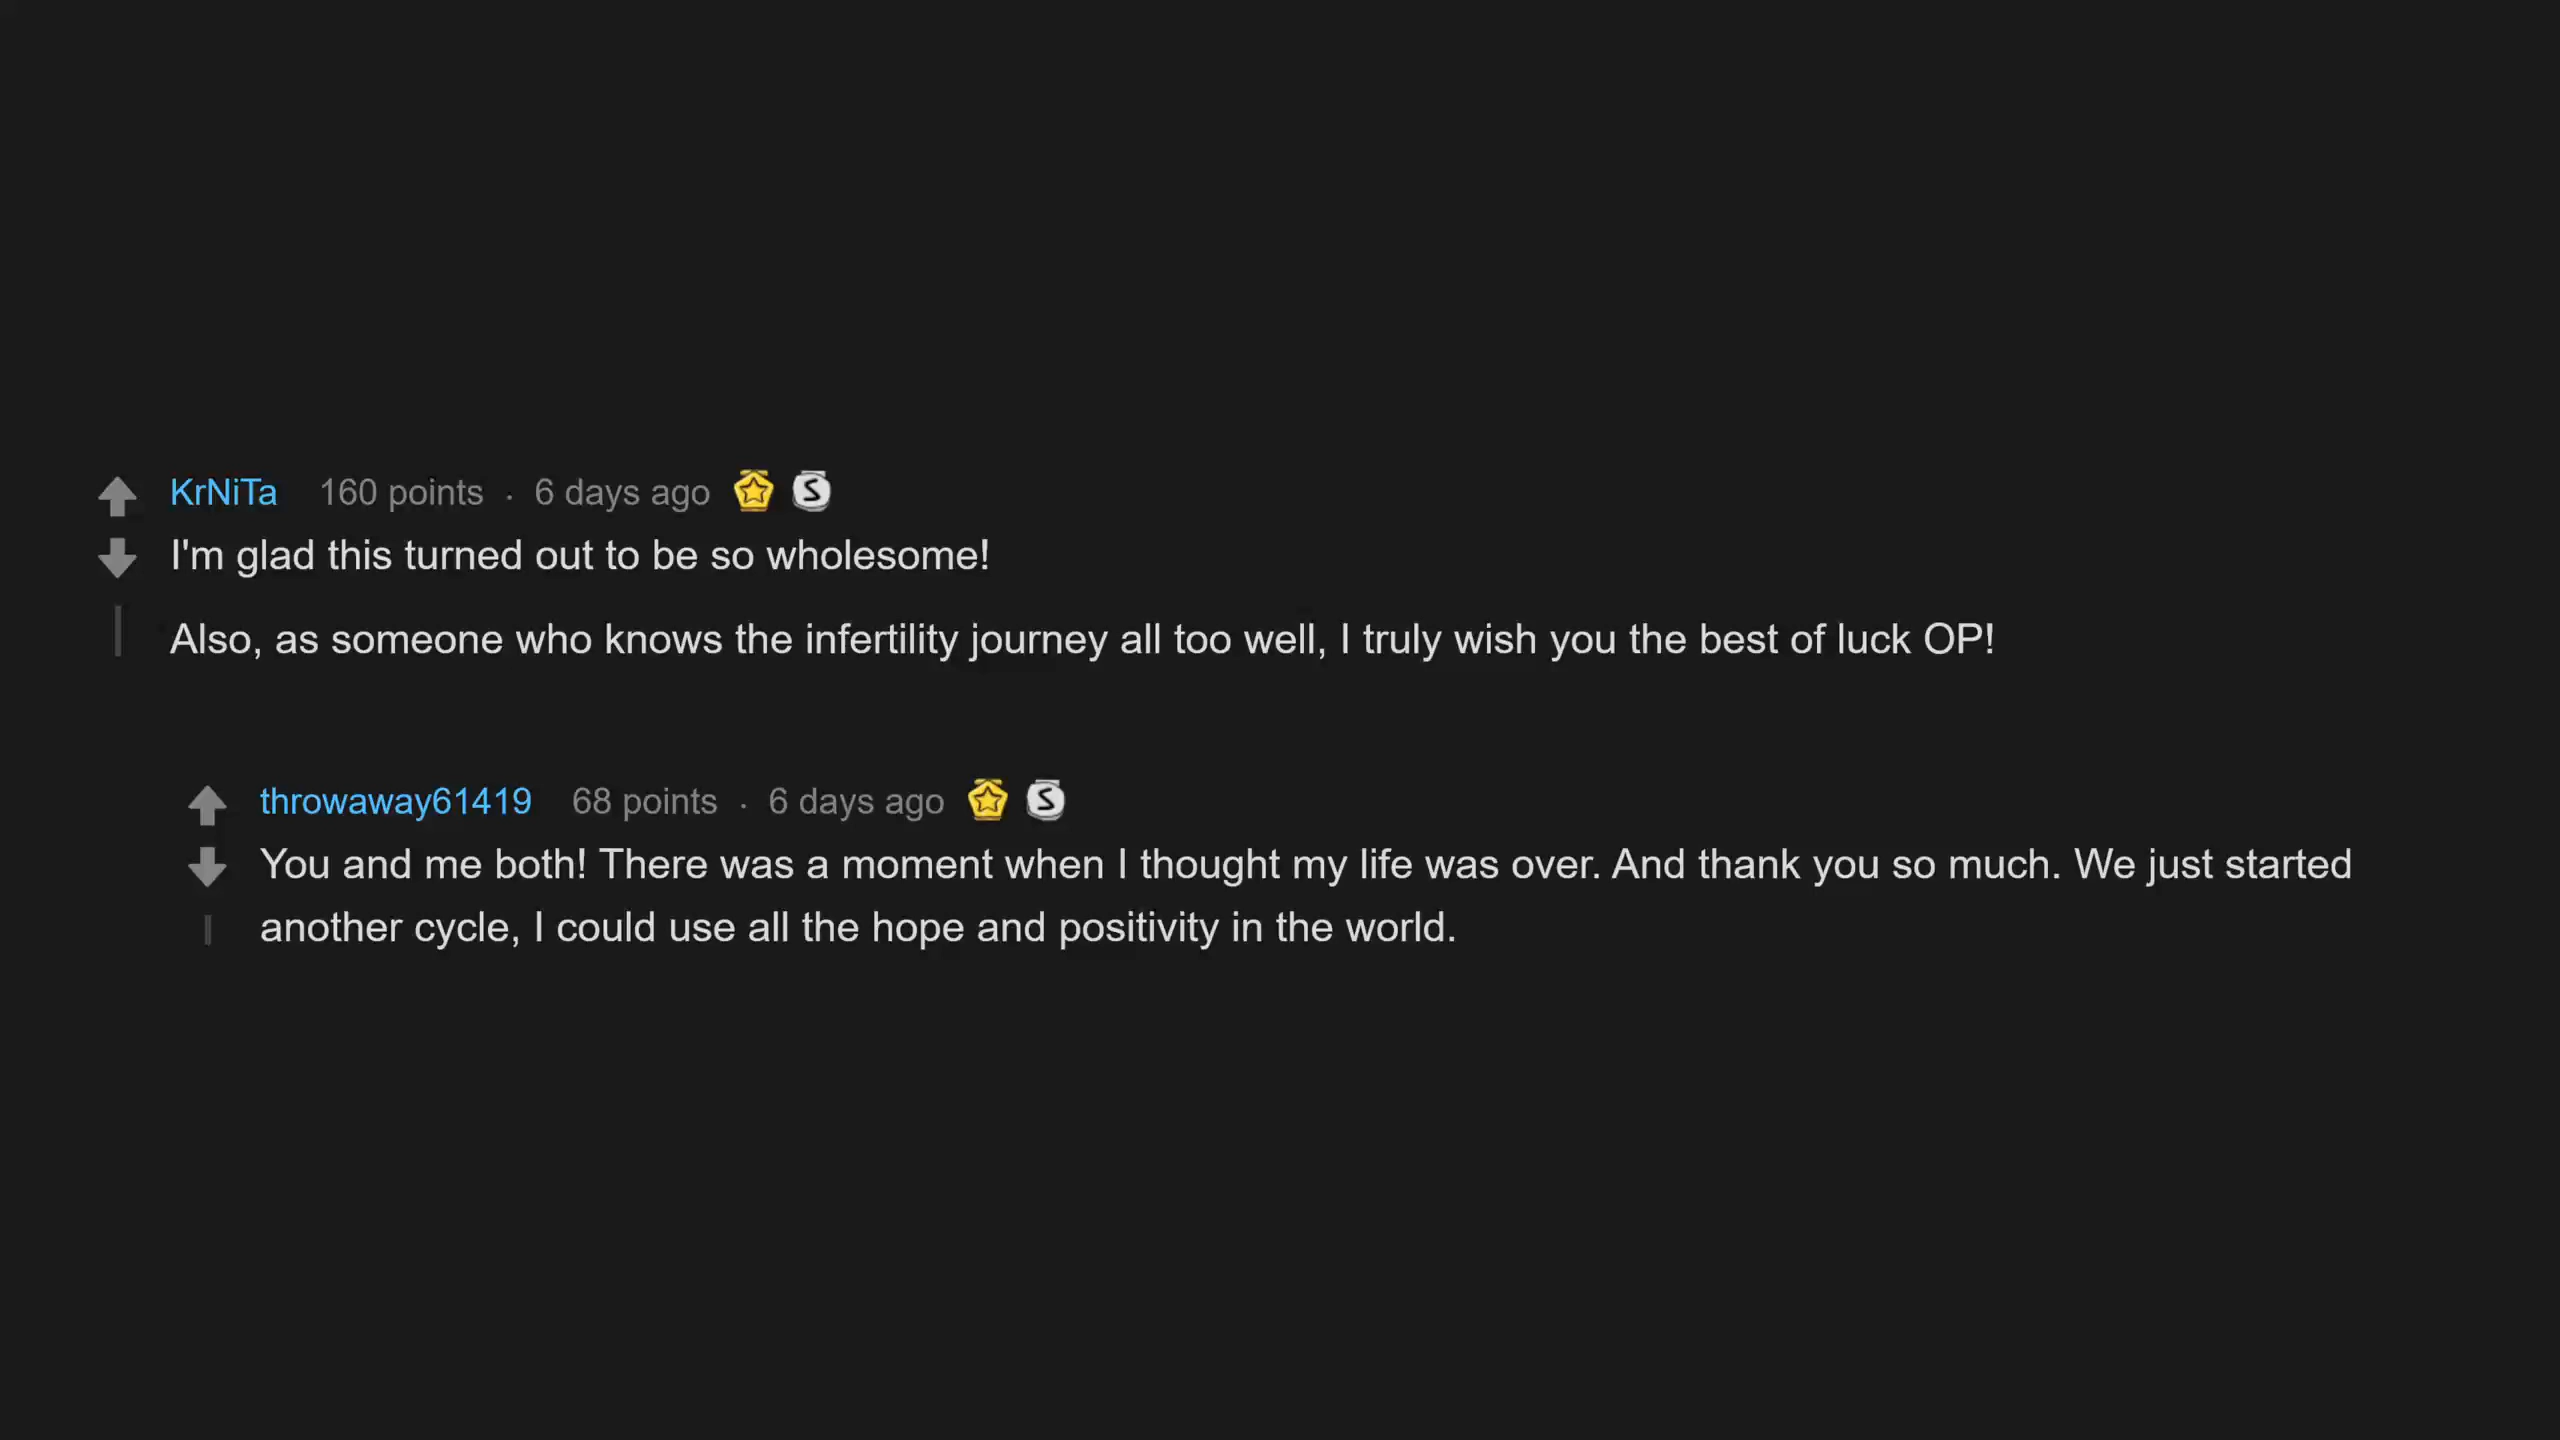 KrNiTa 160 points · 6 days ago S
I'm glad this turned out to be so wholesome!
Also, as someone who knows the infertility journey all too well, I truly wish you the best of luck OP!
throwaway61419 68 points · 6 days ago S
You and me both! There was a moment when I thought my life was over. And thank you so much. We just started
another cycle, I could use all the hope and positivity in the world.